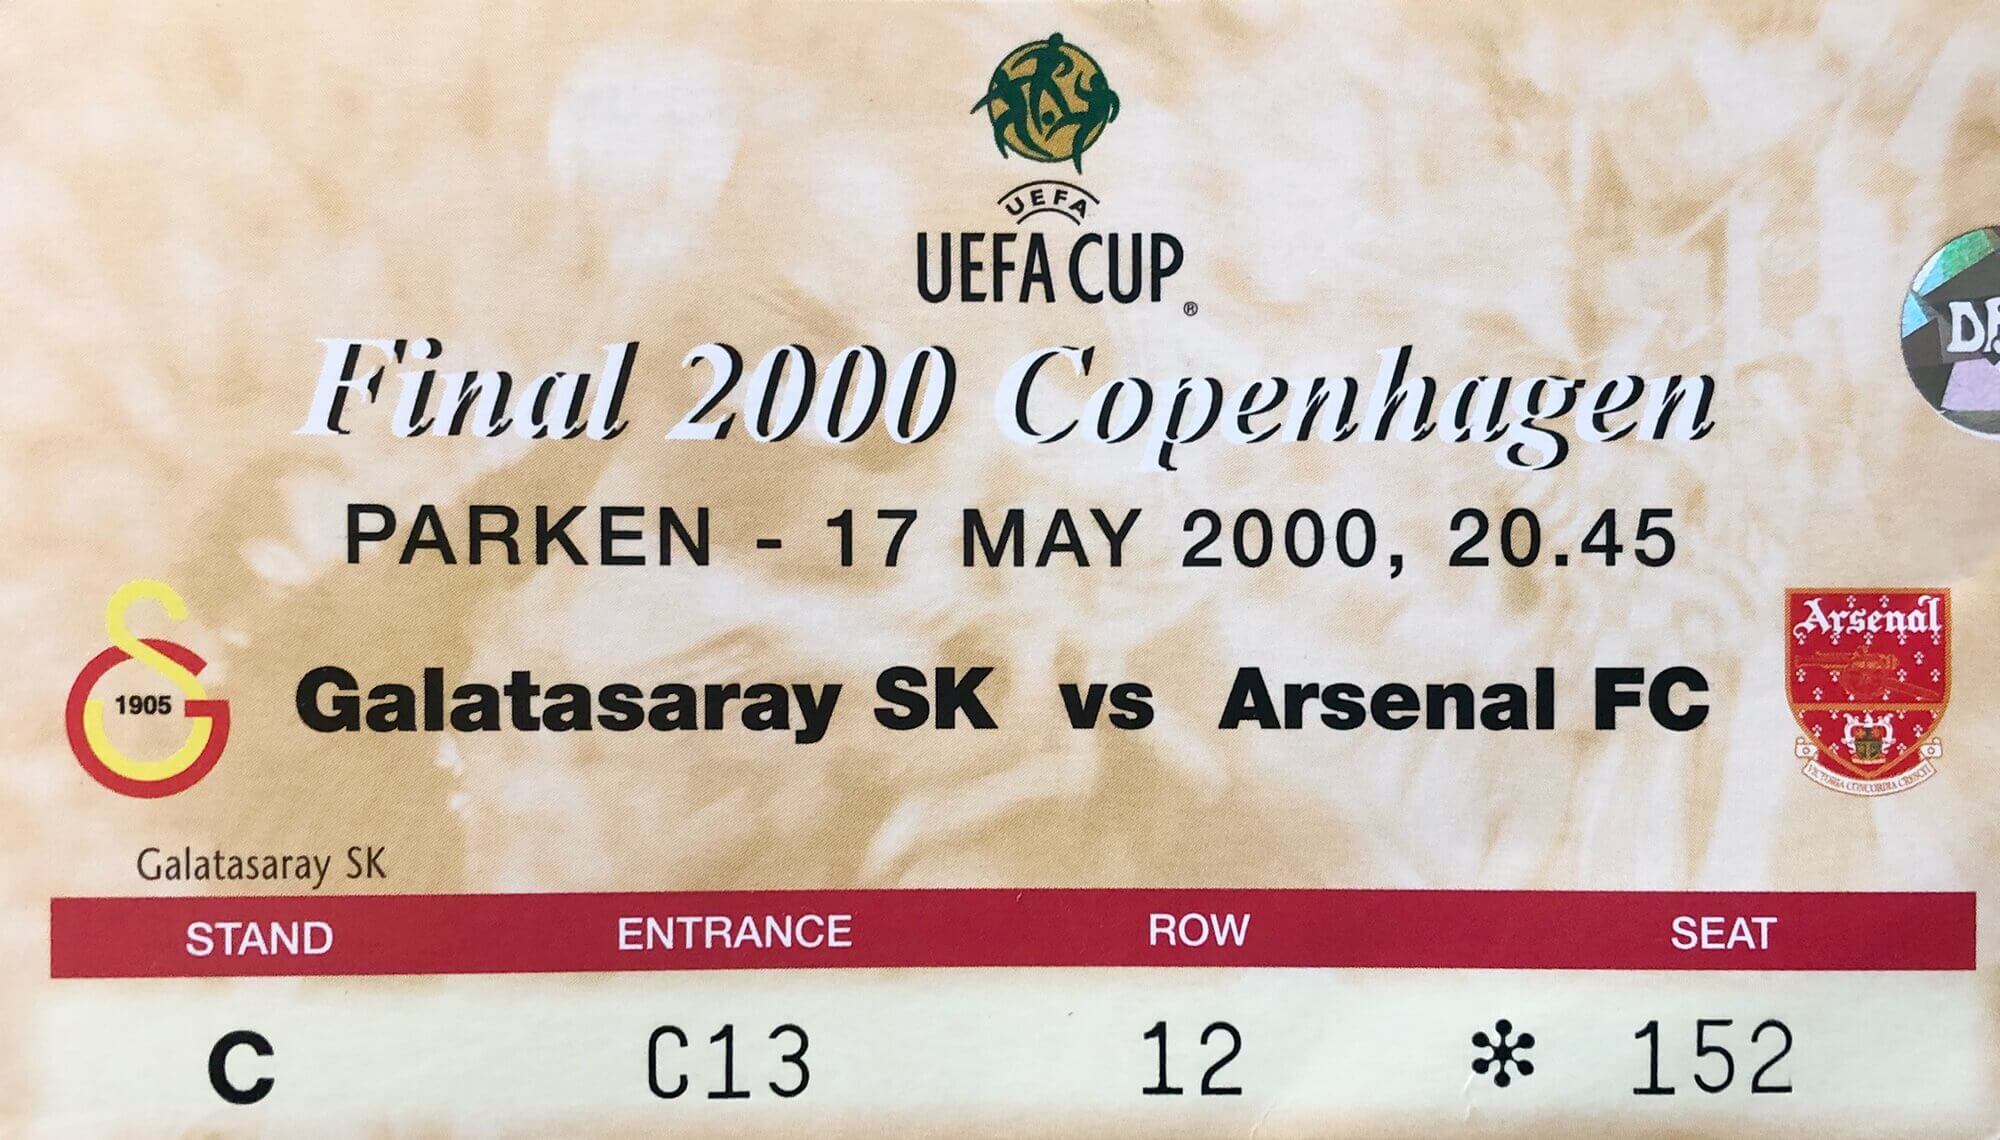 UEFA
UEFA CUP®
Final 2000 Copenhagen
PARKEN - 17 MAY 2000, 20.45
1905
Galatasaray SK vs Arsenal FC
Arsenal
VICTORIA CONCORDIA CRESCIT
Galatasaray SK
STAND ENTRANCE ROW SEAT
C C13 12 * 152